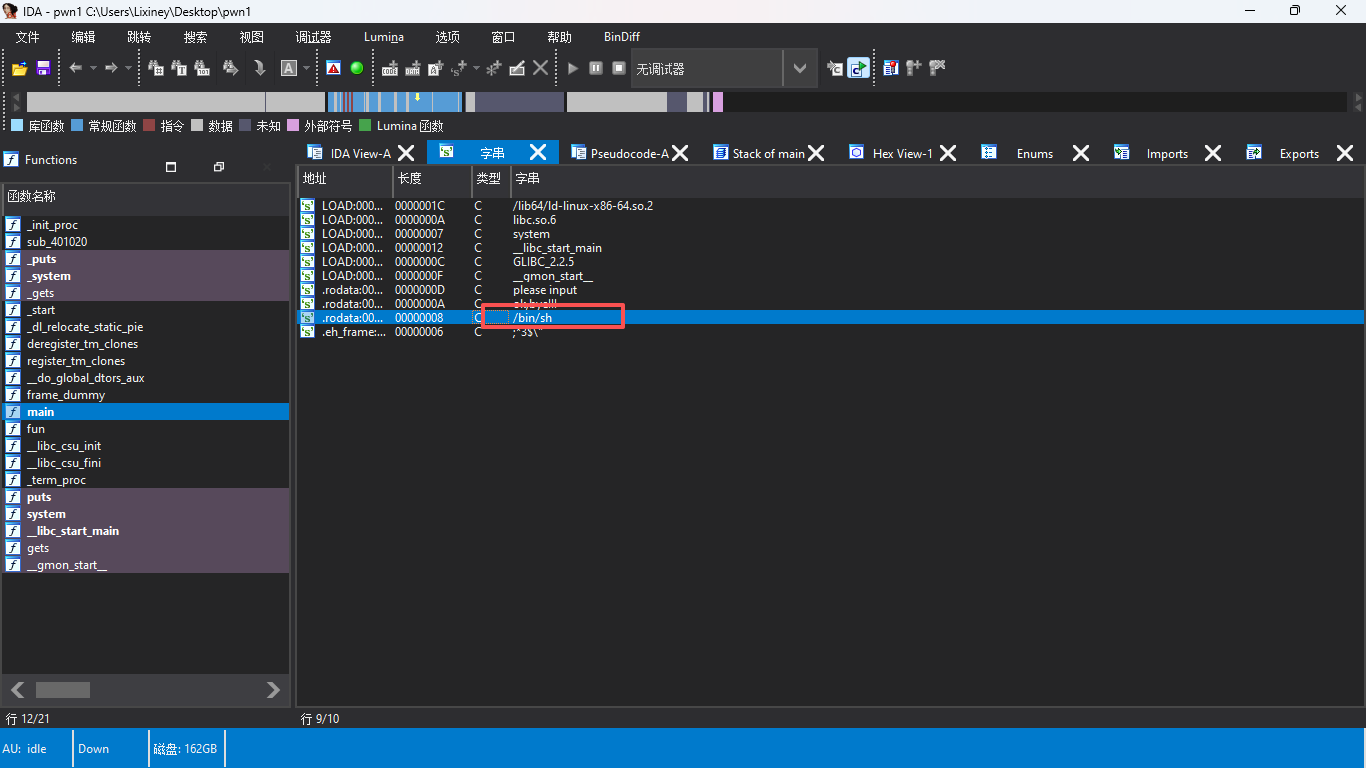 IDA - pwn1 C:\Users\Lixiney\Desktop\pwn1
文件 编辑 跳转 搜索 视图 调试器 Lumina 选项 窗口 帮助 BinDiff
无调试器
库函数 常规函数 指令 数据 未知 外部符号 Lumina 函数
Functions
函数名称
_init_proc
sub_401020
_puts
_system
_gets
_start
_dl_relocate_static_pie
deregister_tm_clones
register_tm_clones
__do_global_dtors_aux
frame_dummy
main
fun
__libc_csu_init
__libc_csu_fini
_term_proc
puts
system
__libc_start_main
gets
__gmon_start__
行 12/21
IDA View-A 字串 Pseudocode-A Stack of main Hex View-1 Enums Imports Exports
地址 长度 类型 字串
LOAD:000... 0000001C C /lib64/ld-linux-x86-64.so.2
LOAD:000... 0000000A C libc.so.6
LOAD:000... 00000007 C system
LOAD:000... 00000012 C __libc_start_main
LOAD:000... 0000000C C GLIBC_2.2.5
LOAD:000... 0000000F C __gmon_start__
.rodata:00... 0000000D C please input
.rodata:00... 0000000A C
.rodata:00... 00000008 C /bin/sh
.eh_frame:... 00000006 C ;*3$\"
行 9/10
AU: idle Down 磁盘: 162GB